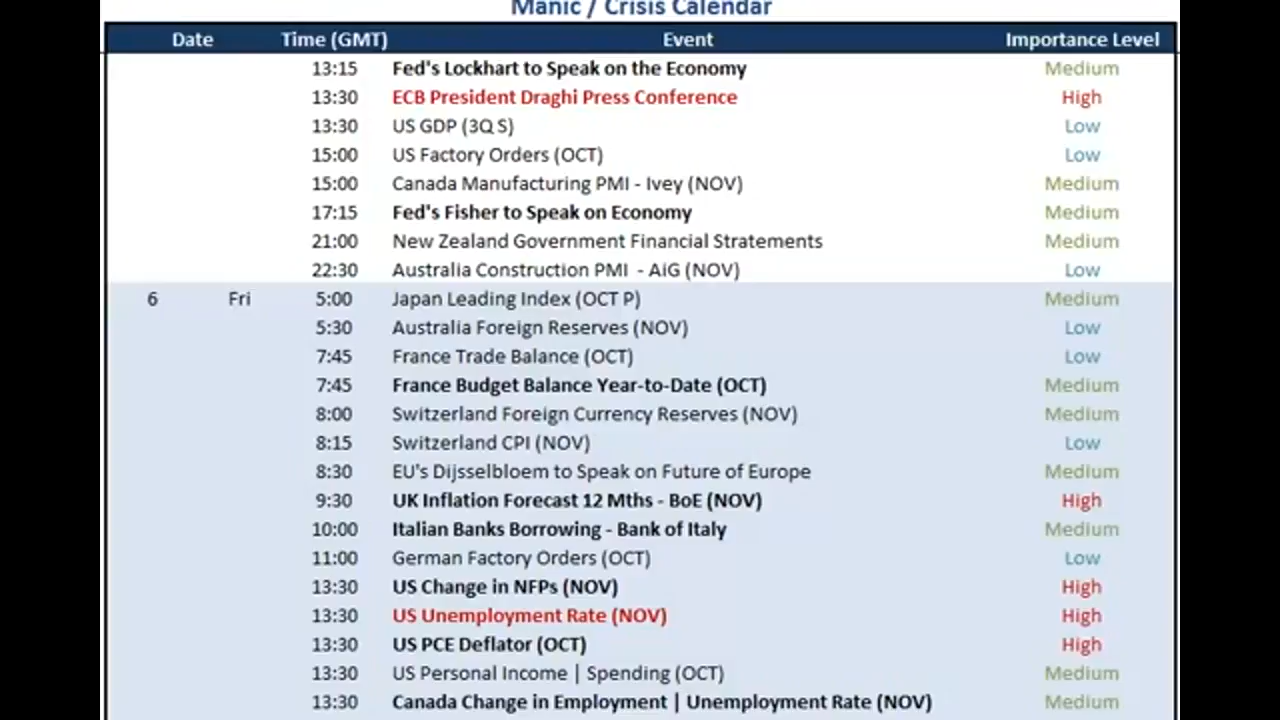 Manic / Crisis Calendar
Date Time (GMT) Event Importance Level
13:15 Fed's Lockhart to Speak on the Economy Medium
13:30 ECB President Draghi Press Conference High
13:30 US GDP (3Q S) Low
15:00 US Factory Orders (OCT) Low
15:00 Canada Manufacturing PMI - Ivey (NOV) Medium
17:15 Fed's Fisher to Speak on Economy Medium
21:00 New Zealand Government Financial Stratements Medium
22:30 Australia Construction PMI - AiG (NOV) Low
6 Fri 5:00 Japan Leading Index (OCT P) Medium
5:30 Australia Foreign Reserves (NOV) Low
7:45 France Trade Balance (OCT) Low
7:45 France Budget Balance Year-to-Date (OCT) Medium
8:00 Switzerland Foreign Currency Reserves (NOV) Medium
8:15 Switzerland CPI (NOV) Low
8:30 EU's Dijsselbloem to Speak on Future of Europe Medium
9:30 UK Inflation Forecast 12 Mths - BoE (NOV) High
10:00 Italian Banks Borrowing - Bank of Italy Medium
11:00 German Factory Orders (OCT) Low
13:30 US Change in NFPs (NOV) High
13:30 US Unemployment Rate (NOV) High
13:30 US PCE Deflator (OCT) High
13:30 US Personal Income | Spending (OCT) Medium
13:30 Canada Change in Employment | Unemployment Rate (NOV) Medium